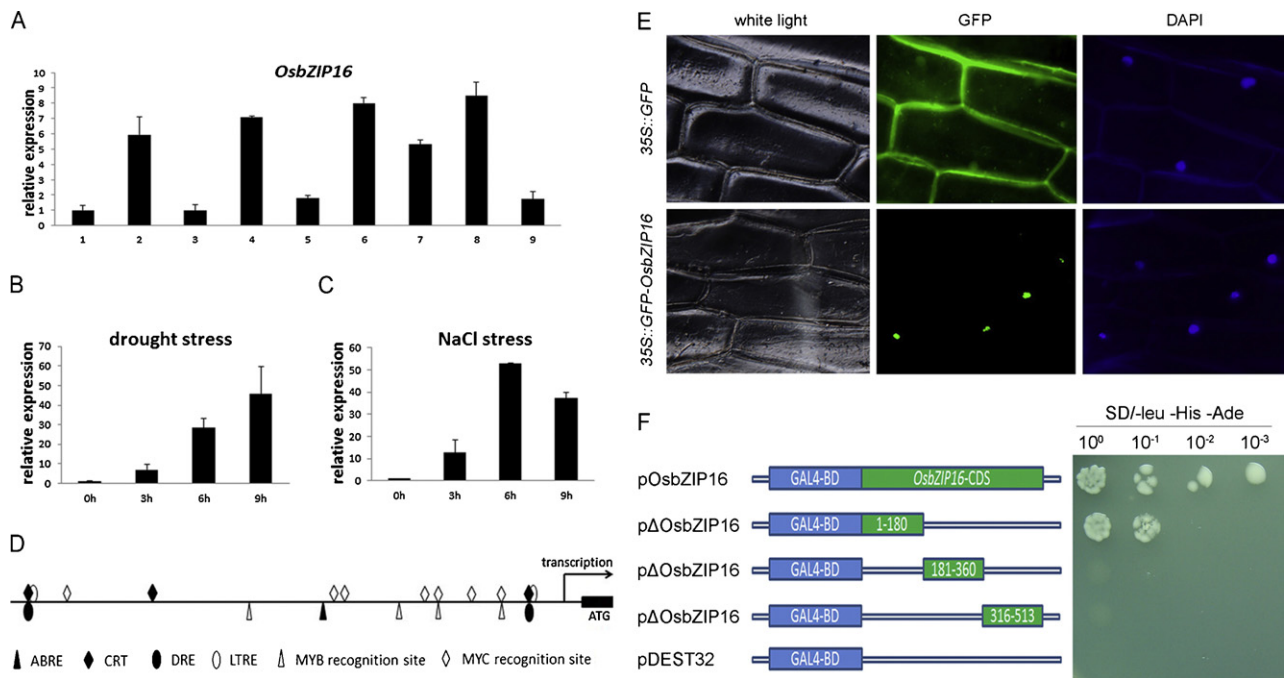 A
OsbZIP16
relative expression
10
9
8
7
6
5
4
3
2
1
0
1 2 3 4 5 6 7 8 9
B
drought stress
relative expression
70
60
50
40
30
20
10
0
0h 3h 6h 9h
C
NaCl stress
relative expression
60
50
40
30
20
10
0
0h 3h 6h 9h
D
transcription
ATG
ABRE CRT DRE LTRE MYB recognition site MYC recognition site
E
white light GFP DAPI
35S::GFP
35S::GFP-OsbZIP16
F
SD/-leu -His -Ade
10⁰ 10⁻¹ 10⁻² 10⁻³
pOsbZIP16 GAL4-BD OsbZIP16-CDS
pΔOsbZIP16 GAL4-BD 1-180
pΔOsbZIP16 GAL4-BD 181-360
pΔOsbZIP16 GAL4-BD 316-513
pDEST32 GAL4-BD